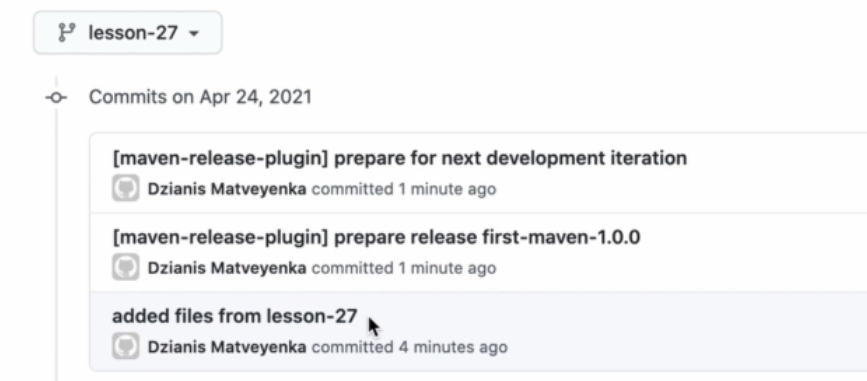 lesson-27
Commits on Apr 24, 2021
[maven-release-plugin] prepare for next development iteration
Dzianis Matveyenka committed 1 minute ago
[maven-release-plugin] prepare release first-maven-1.0.0
Dzianis Matveyenka committed 1 minute ago
added files from lesson-27
Dzianis Matveyenka committed 4 minutes ago